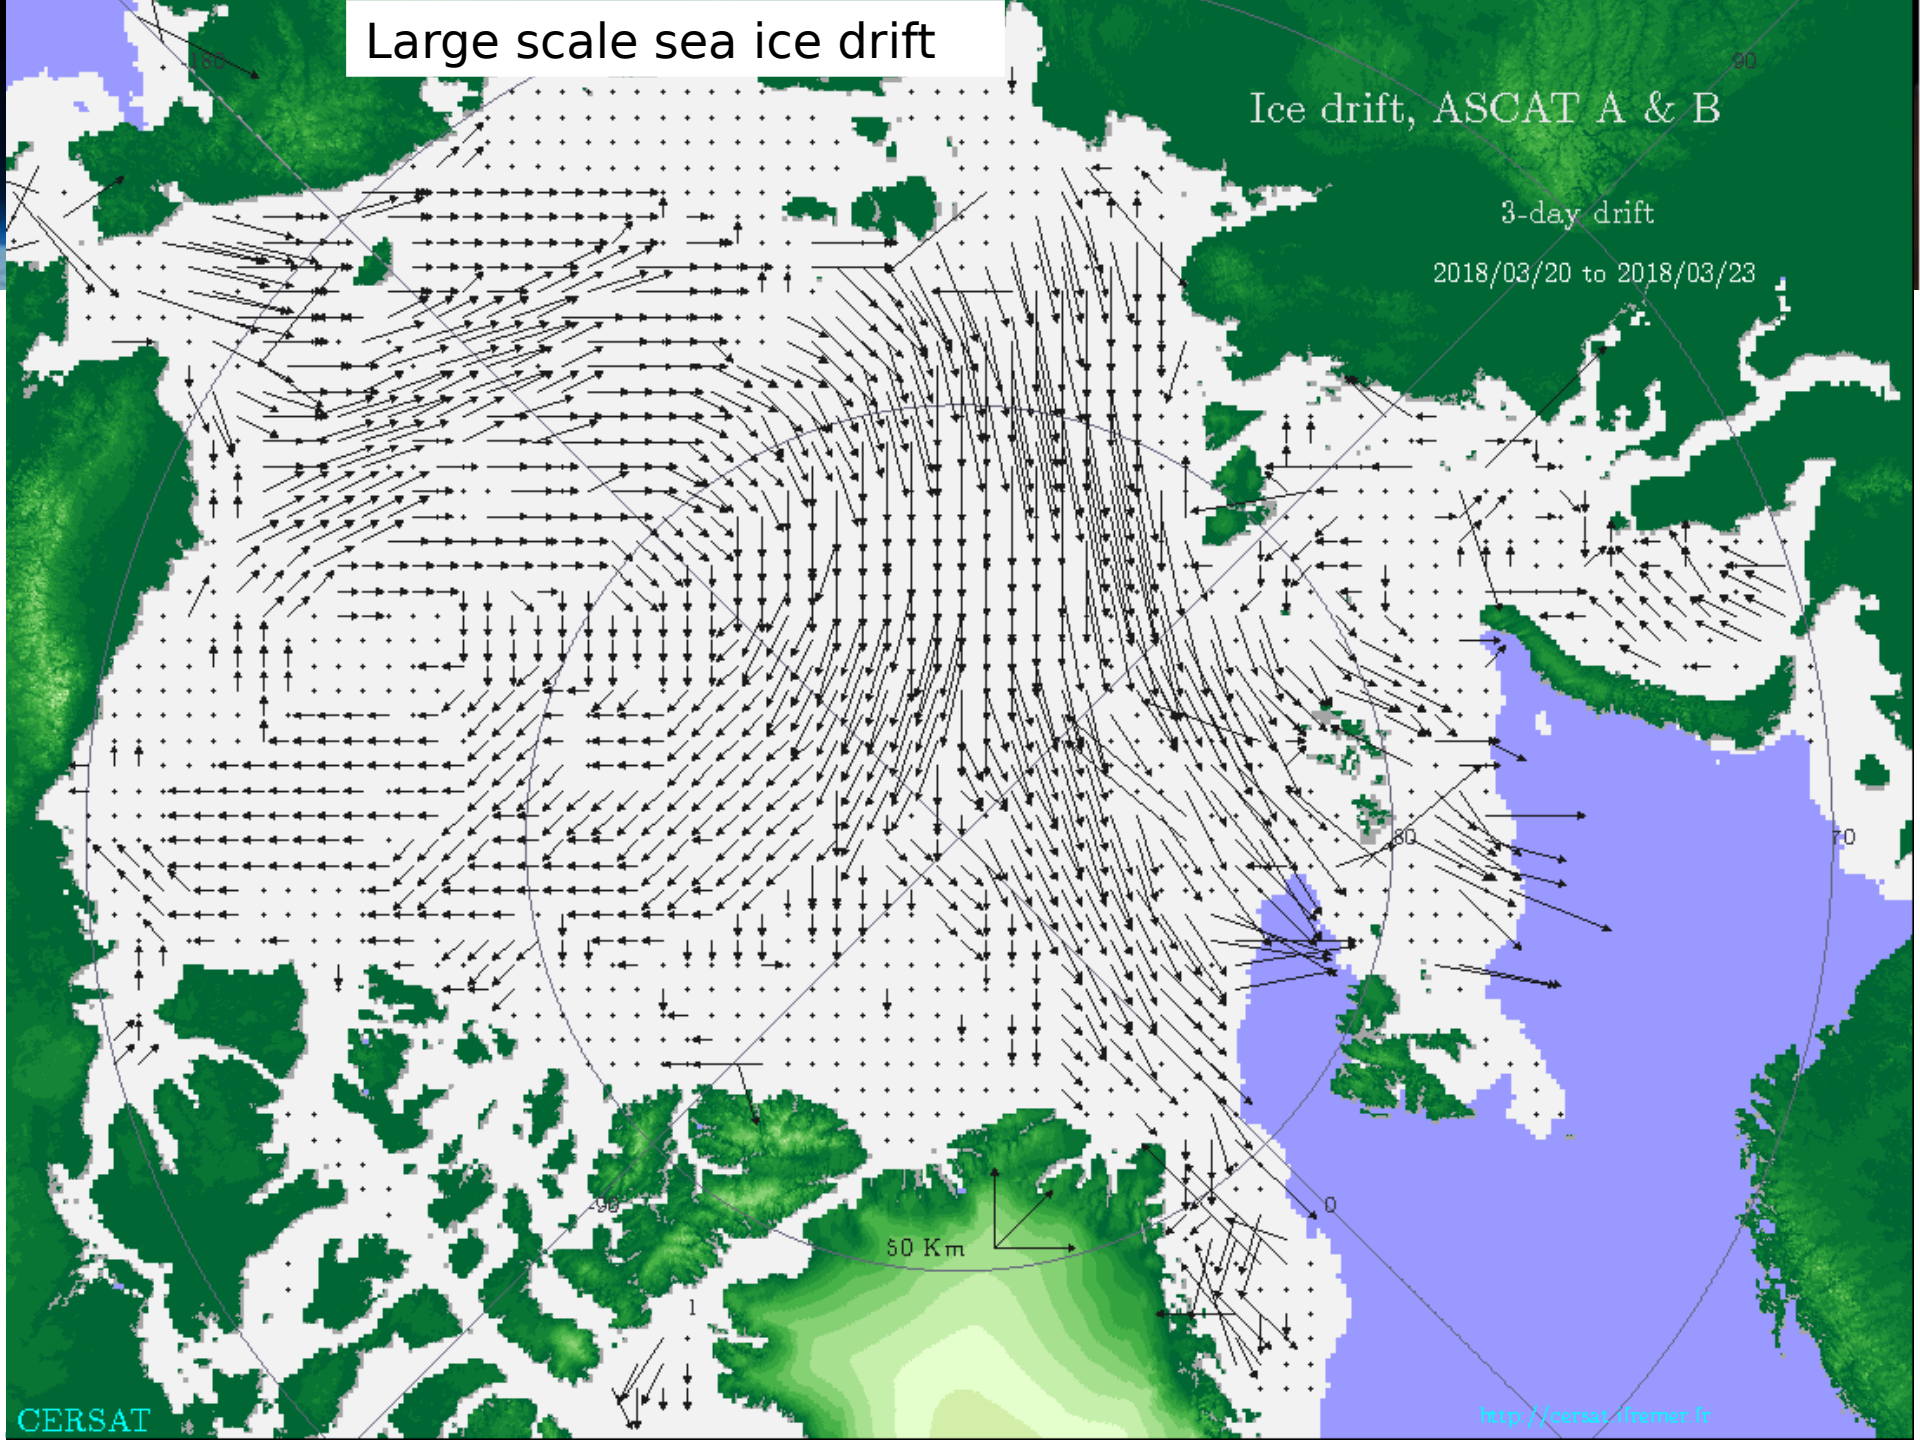 Large scale sea ice drift
180
90
Ice drift, ASCAT A & B
3-day drift
2018/03/20 to 2018/03/23
80
70
-90
0
50 Km
1
CERSAT
http://cersat.ifremer.fr